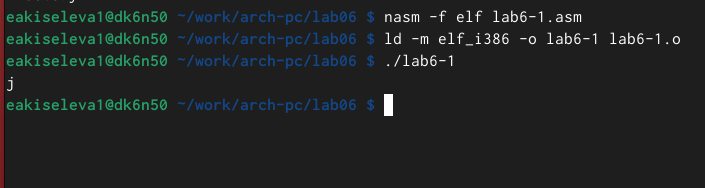 eakiseleva1@dk6n50 ~/work/arch-pc/lab06 $ nasm -f elf lab6-1.asm
eakiseleva1@dk6n50 ~/work/arch-pc/lab06 $ ld -m elf_i386 -o lab6-1 lab6-1.o
eakiseleva1@dk6n50 ~/work/arch-pc/lab06 $ ./lab6-1
j
eakiseleva1@dk6n50 ~/work/arch-pc/lab06 $